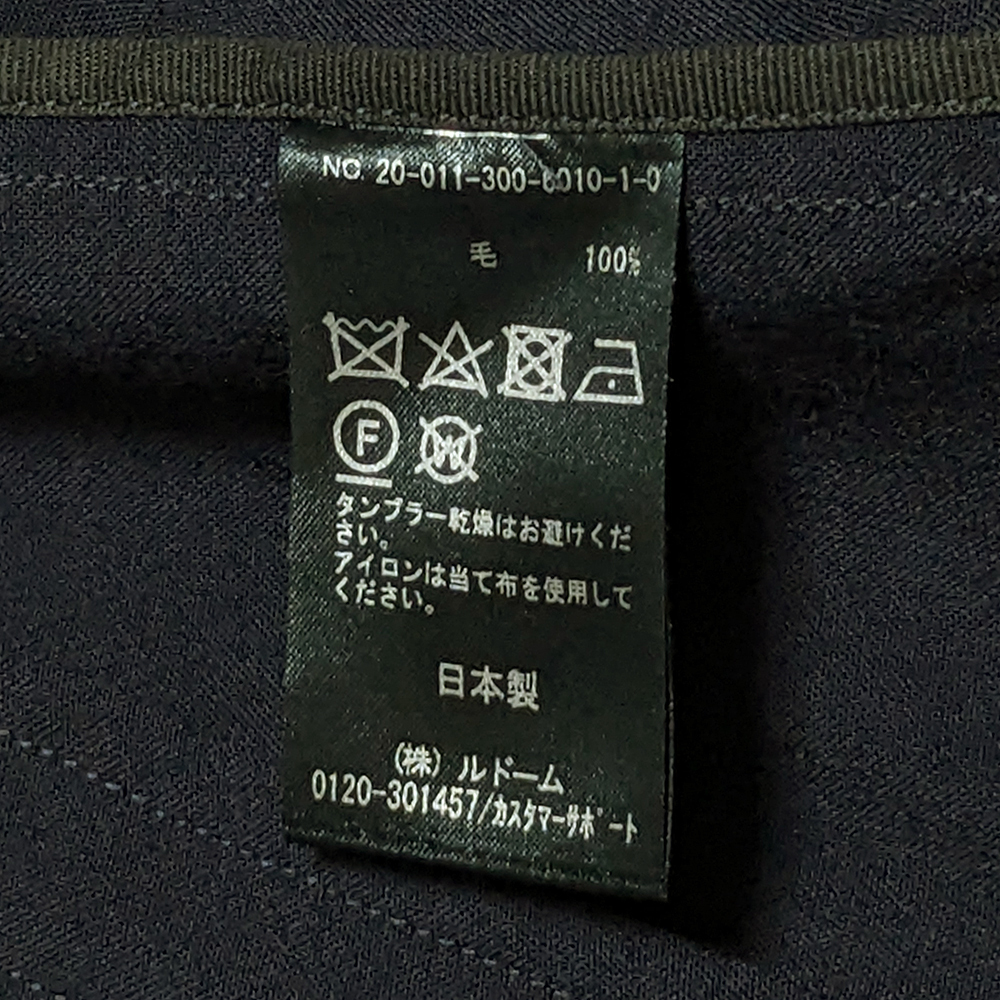 NO. 20-011-300-6010-1-0
毛 100%
F W
タンブラー乾燥はお避けくだ
さい。
アイロンは当て布を使用して
ください。
日本製
(株) ルドーム
0120-301457/カスタマーサポート